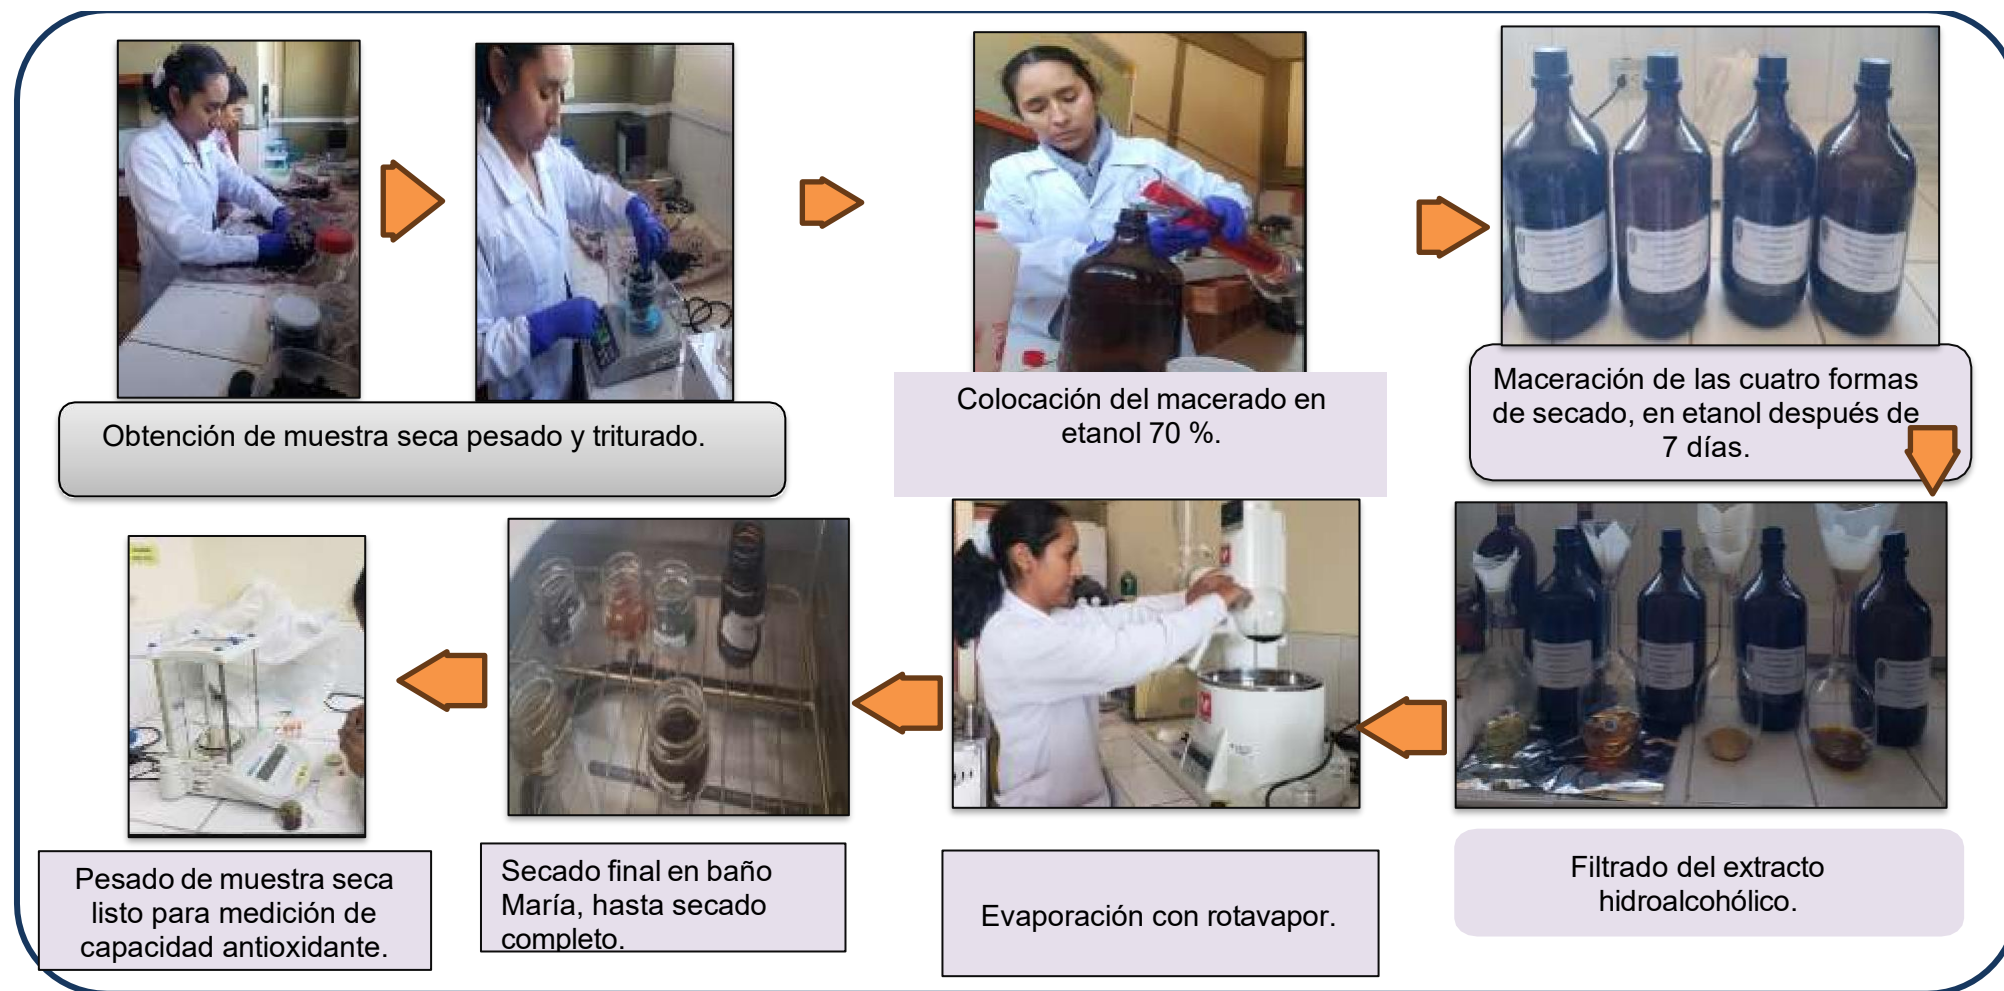 Obtención de muestra seca pesado y triturado.
Colocación del macerado en
etanol 70 %.
Maceración de las cuatro formas
de secado, en etanol después de
7 días.
Filtrado del extracto
hidroalcohólico.
Evaporación con rotavapor.
Secado final en baño
María, hasta secado
completo.
Pesado de muestra seca
listo para medición de
capacidad antioxidante.